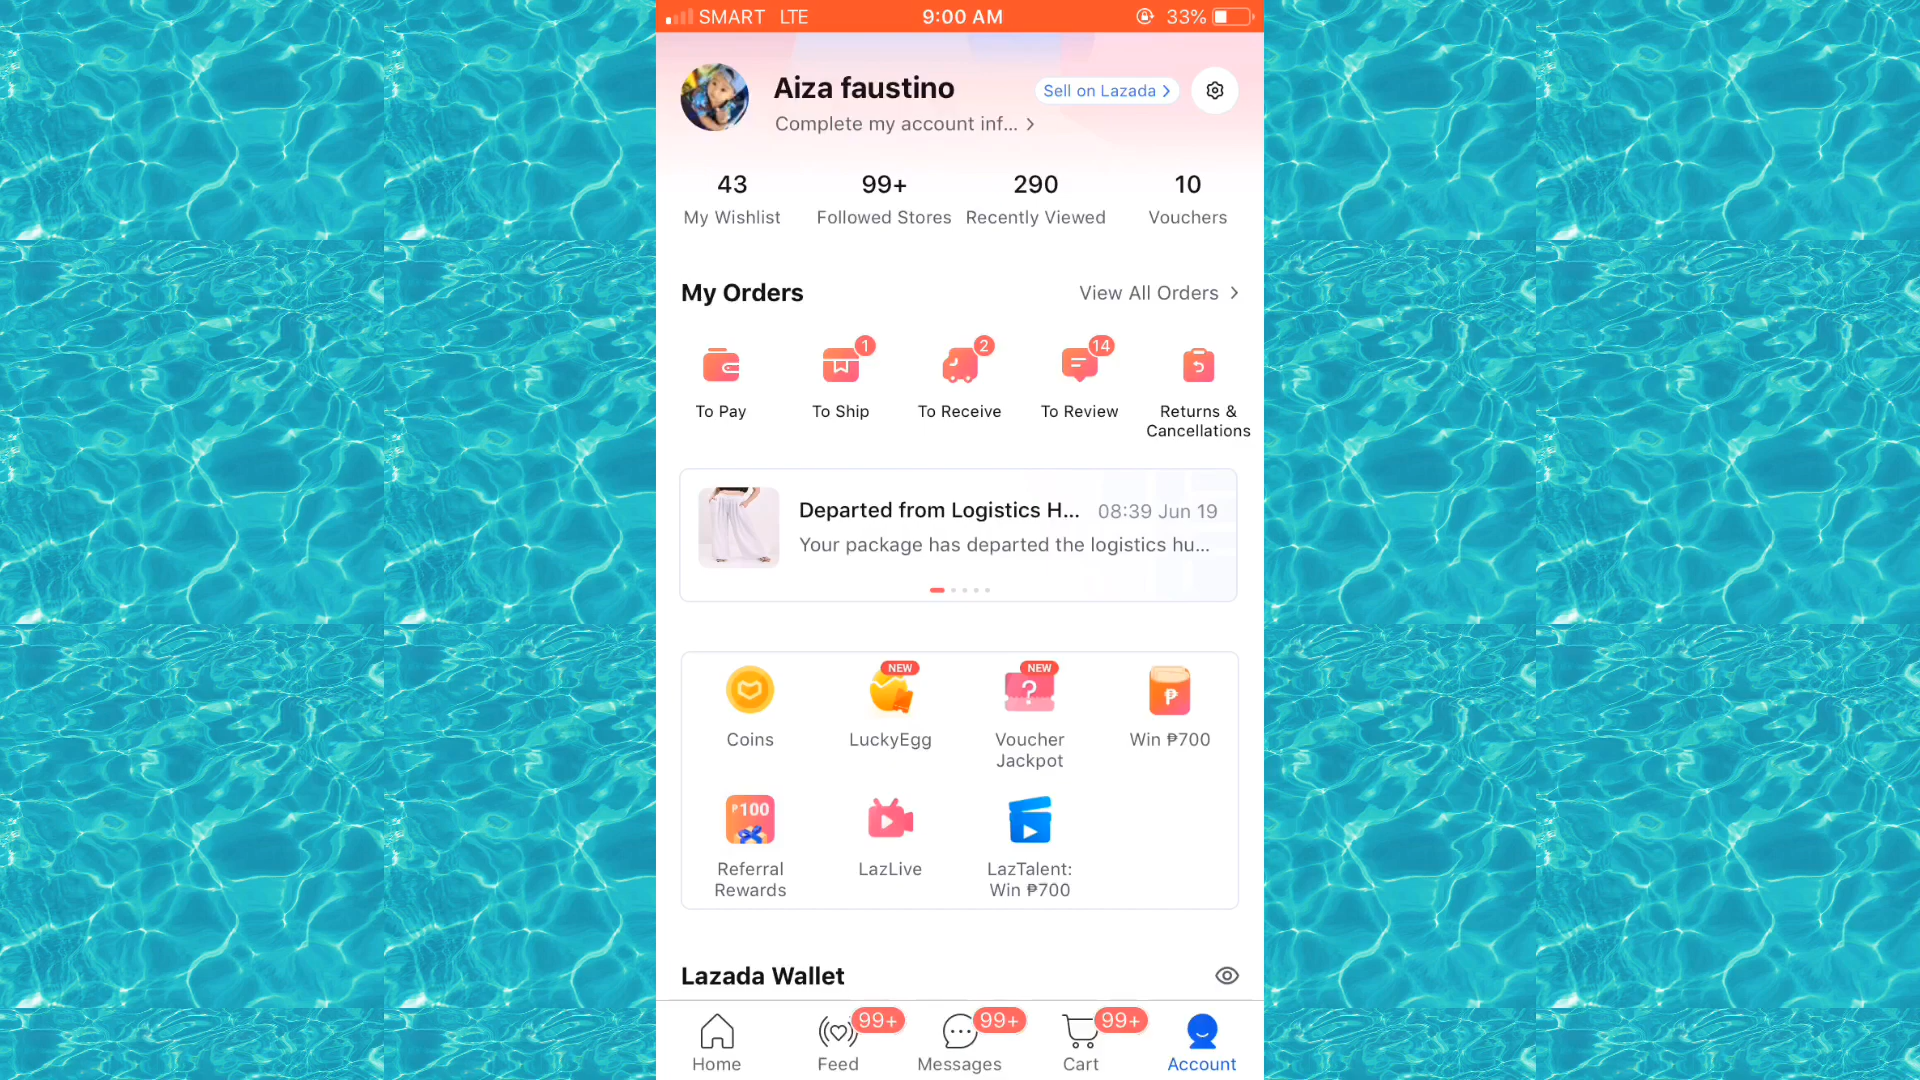 SMART LTE 9:00 AM 33%
Aiza faustino
Sell on Lazada >
Complete my account inf... >
43 99+ 290 10
My Wishlist Followed Stores Recently Viewed Vouchers
My Orders View All Orders >
1 2 14
To Pay To Ship To Receive To Review Returns &
Cancellations
Departed from Logistics H... 08:39 Jun 19
Your package has departed the logistics hu...
NEW NEW
Coins LuckyEgg Voucher Win ₱700
Jackpot
₱100
Referral LazLive LazTalent:
Rewards Win ₱700
Lazada Wallet
99+ 99+ 99+
Home Feed Messages Cart Account